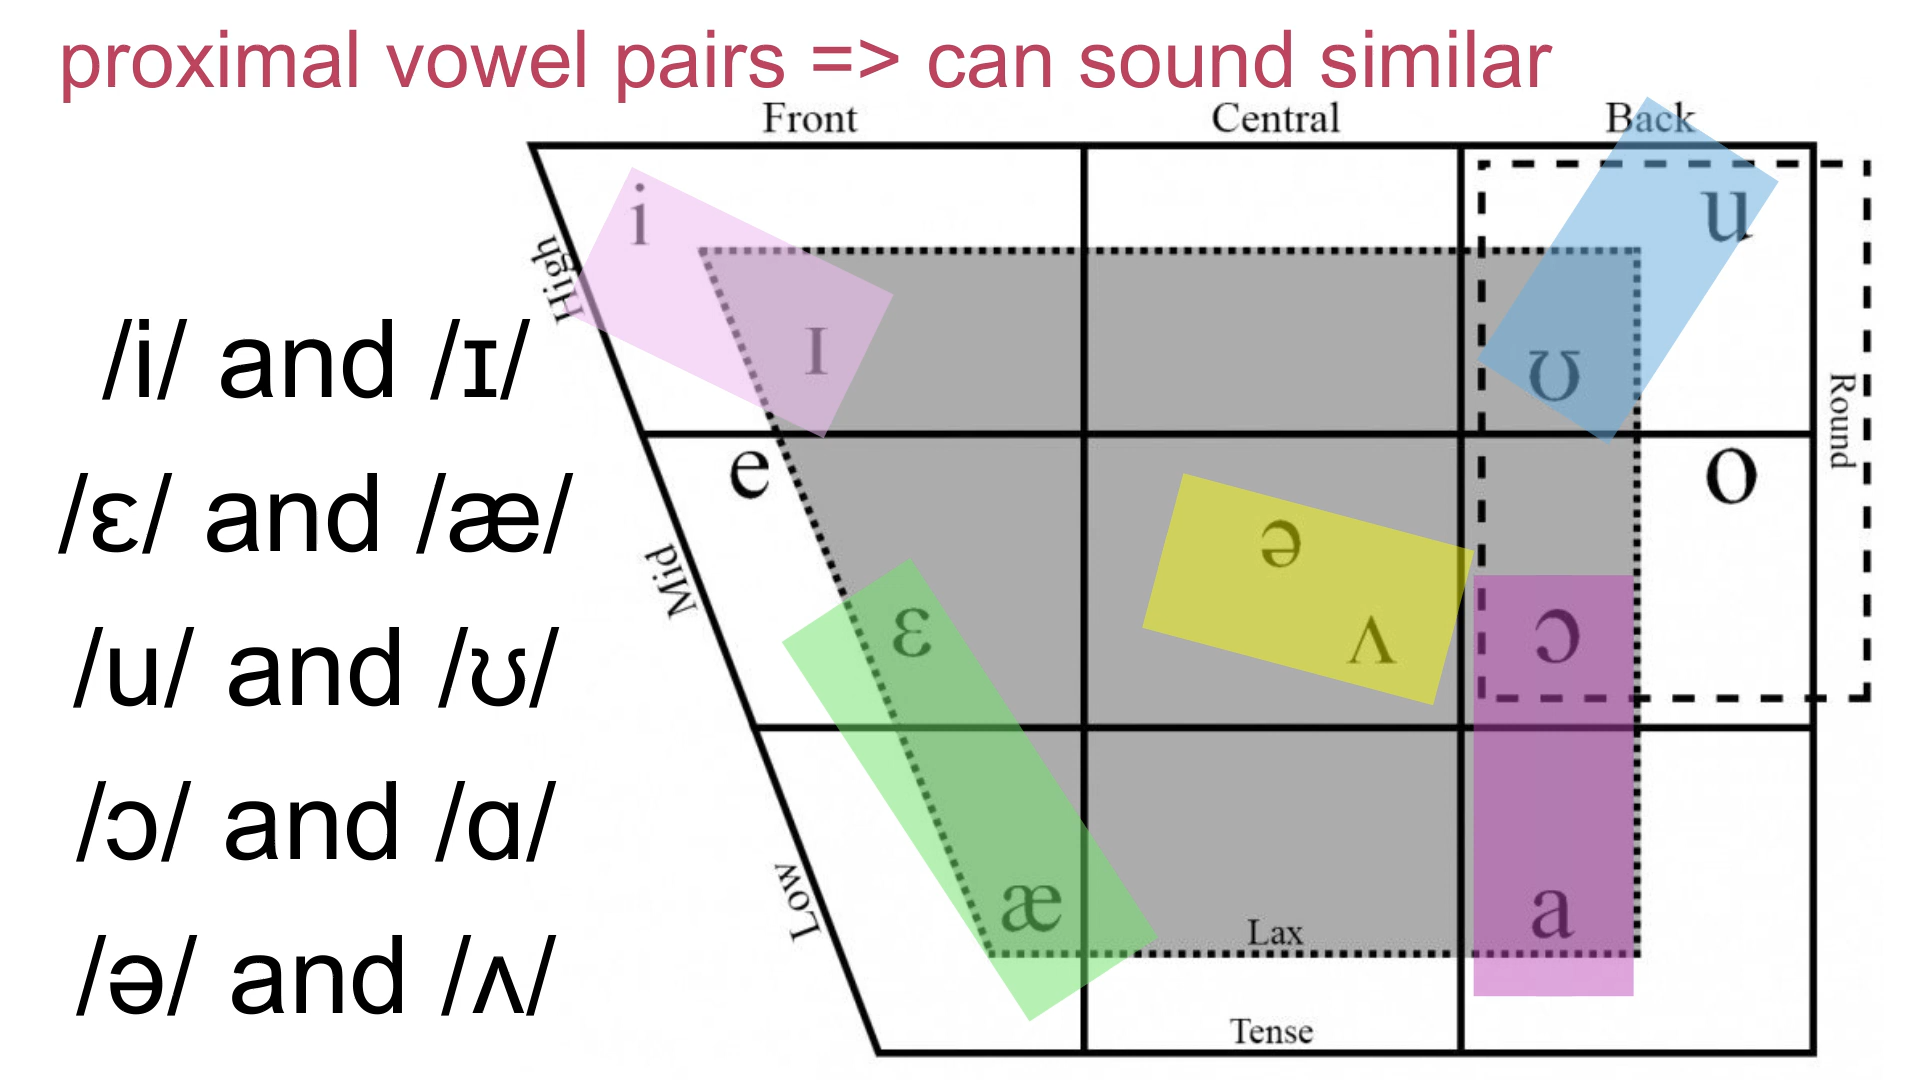 proximal vowel pairs => can sound similar
Front Central Back
High
Mid
Low
Round
i
u
ɪ
ʊ
e
o
ə
ɛ
ʌ
ɔ
æ
a
Lax
Tense
/i/ and /ɪ/
/ɛ/ and /æ/
/u/ and /ʊ/
/ɔ/ and /ɑ/
/ə/ and /ʌ/